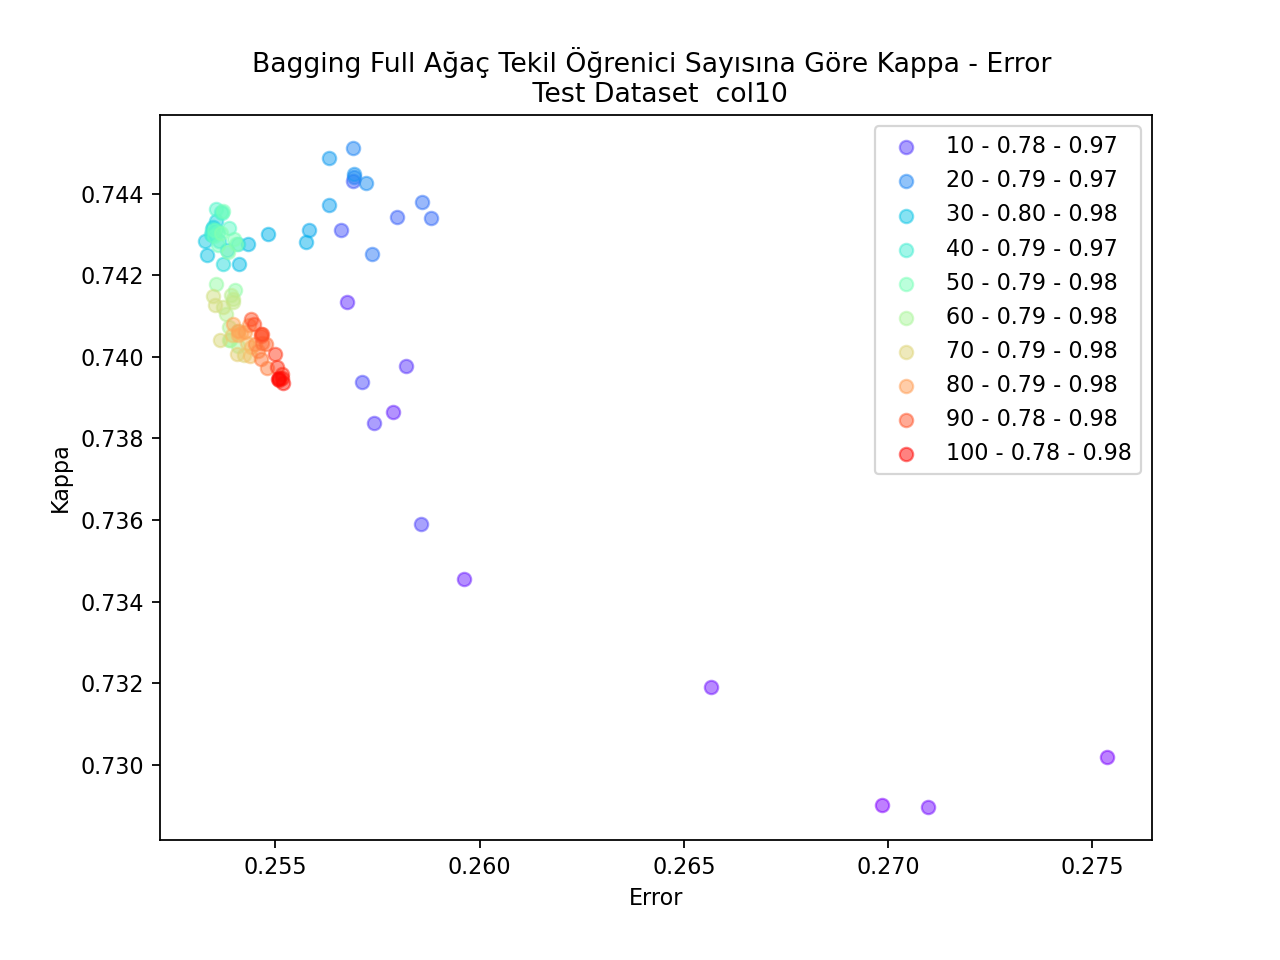 Bagging Full Ağaç Tekil Öğrenici Sayısına Göre Kappa - Error
Test Dataset  col10
10 - 0.78 - 0.97
20 - 0.79 - 0.97
30 - 0.80 - 0.98
40 - 0.79 - 0.97
50 - 0.79 - 0.98
60 - 0.79 - 0.98
70 - 0.79 - 0.98
80 - 0.79 - 0.98
90 - 0.78 - 0.98
100 - 0.78 - 0.98
Kappa
0.744
0.742
0.740
0.738
0.736
0.734
0.732
0.730
0.255
0.260
0.265
0.270
0.275
Error